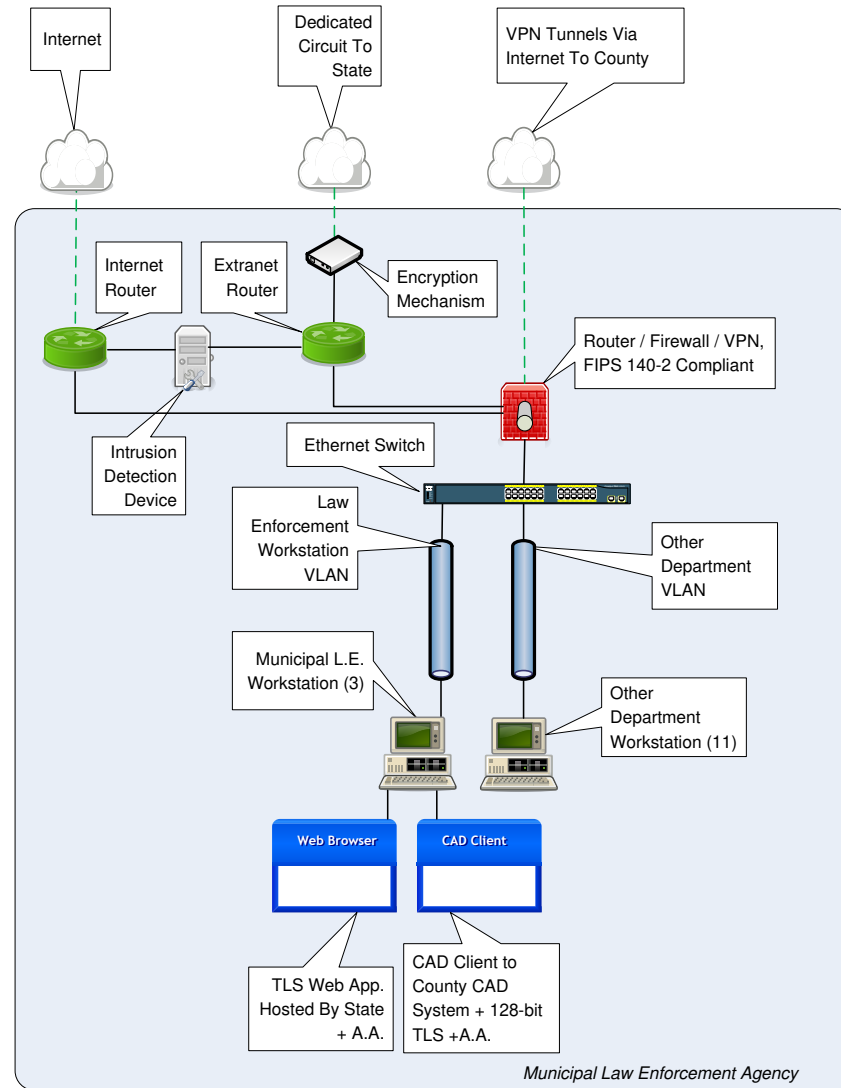 Internet
Dedicated
Circuit To
State
VPN Tunnels Via
Internet To County
Internet
Router
Extranet
Router
Encryption
Mechanism
Router / Firewall / VPN,
FIPS 140-2 Compliant
Intrusion
Detection
Device
Ethernet Switch
Law
Enforcement
Workstation
VLAN
Other
Department
VLAN
Municipal L.E.
Workstation (3)
Other
Department
Workstation (11)
Web Browser
CAD Client
TLS Web App.
Hosted By State
+ A.A.
CAD Client to
County CAD
System + 128-bit
TLS +A.A.
Municipal Law Enforcement Agency